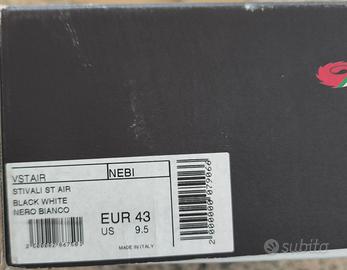 VSTAIR NEBI
STIVALI ST AIR
BLACK WHITE
NERO BIANCO
EUR 43
US 9.5
MADE IN ITALY
subito